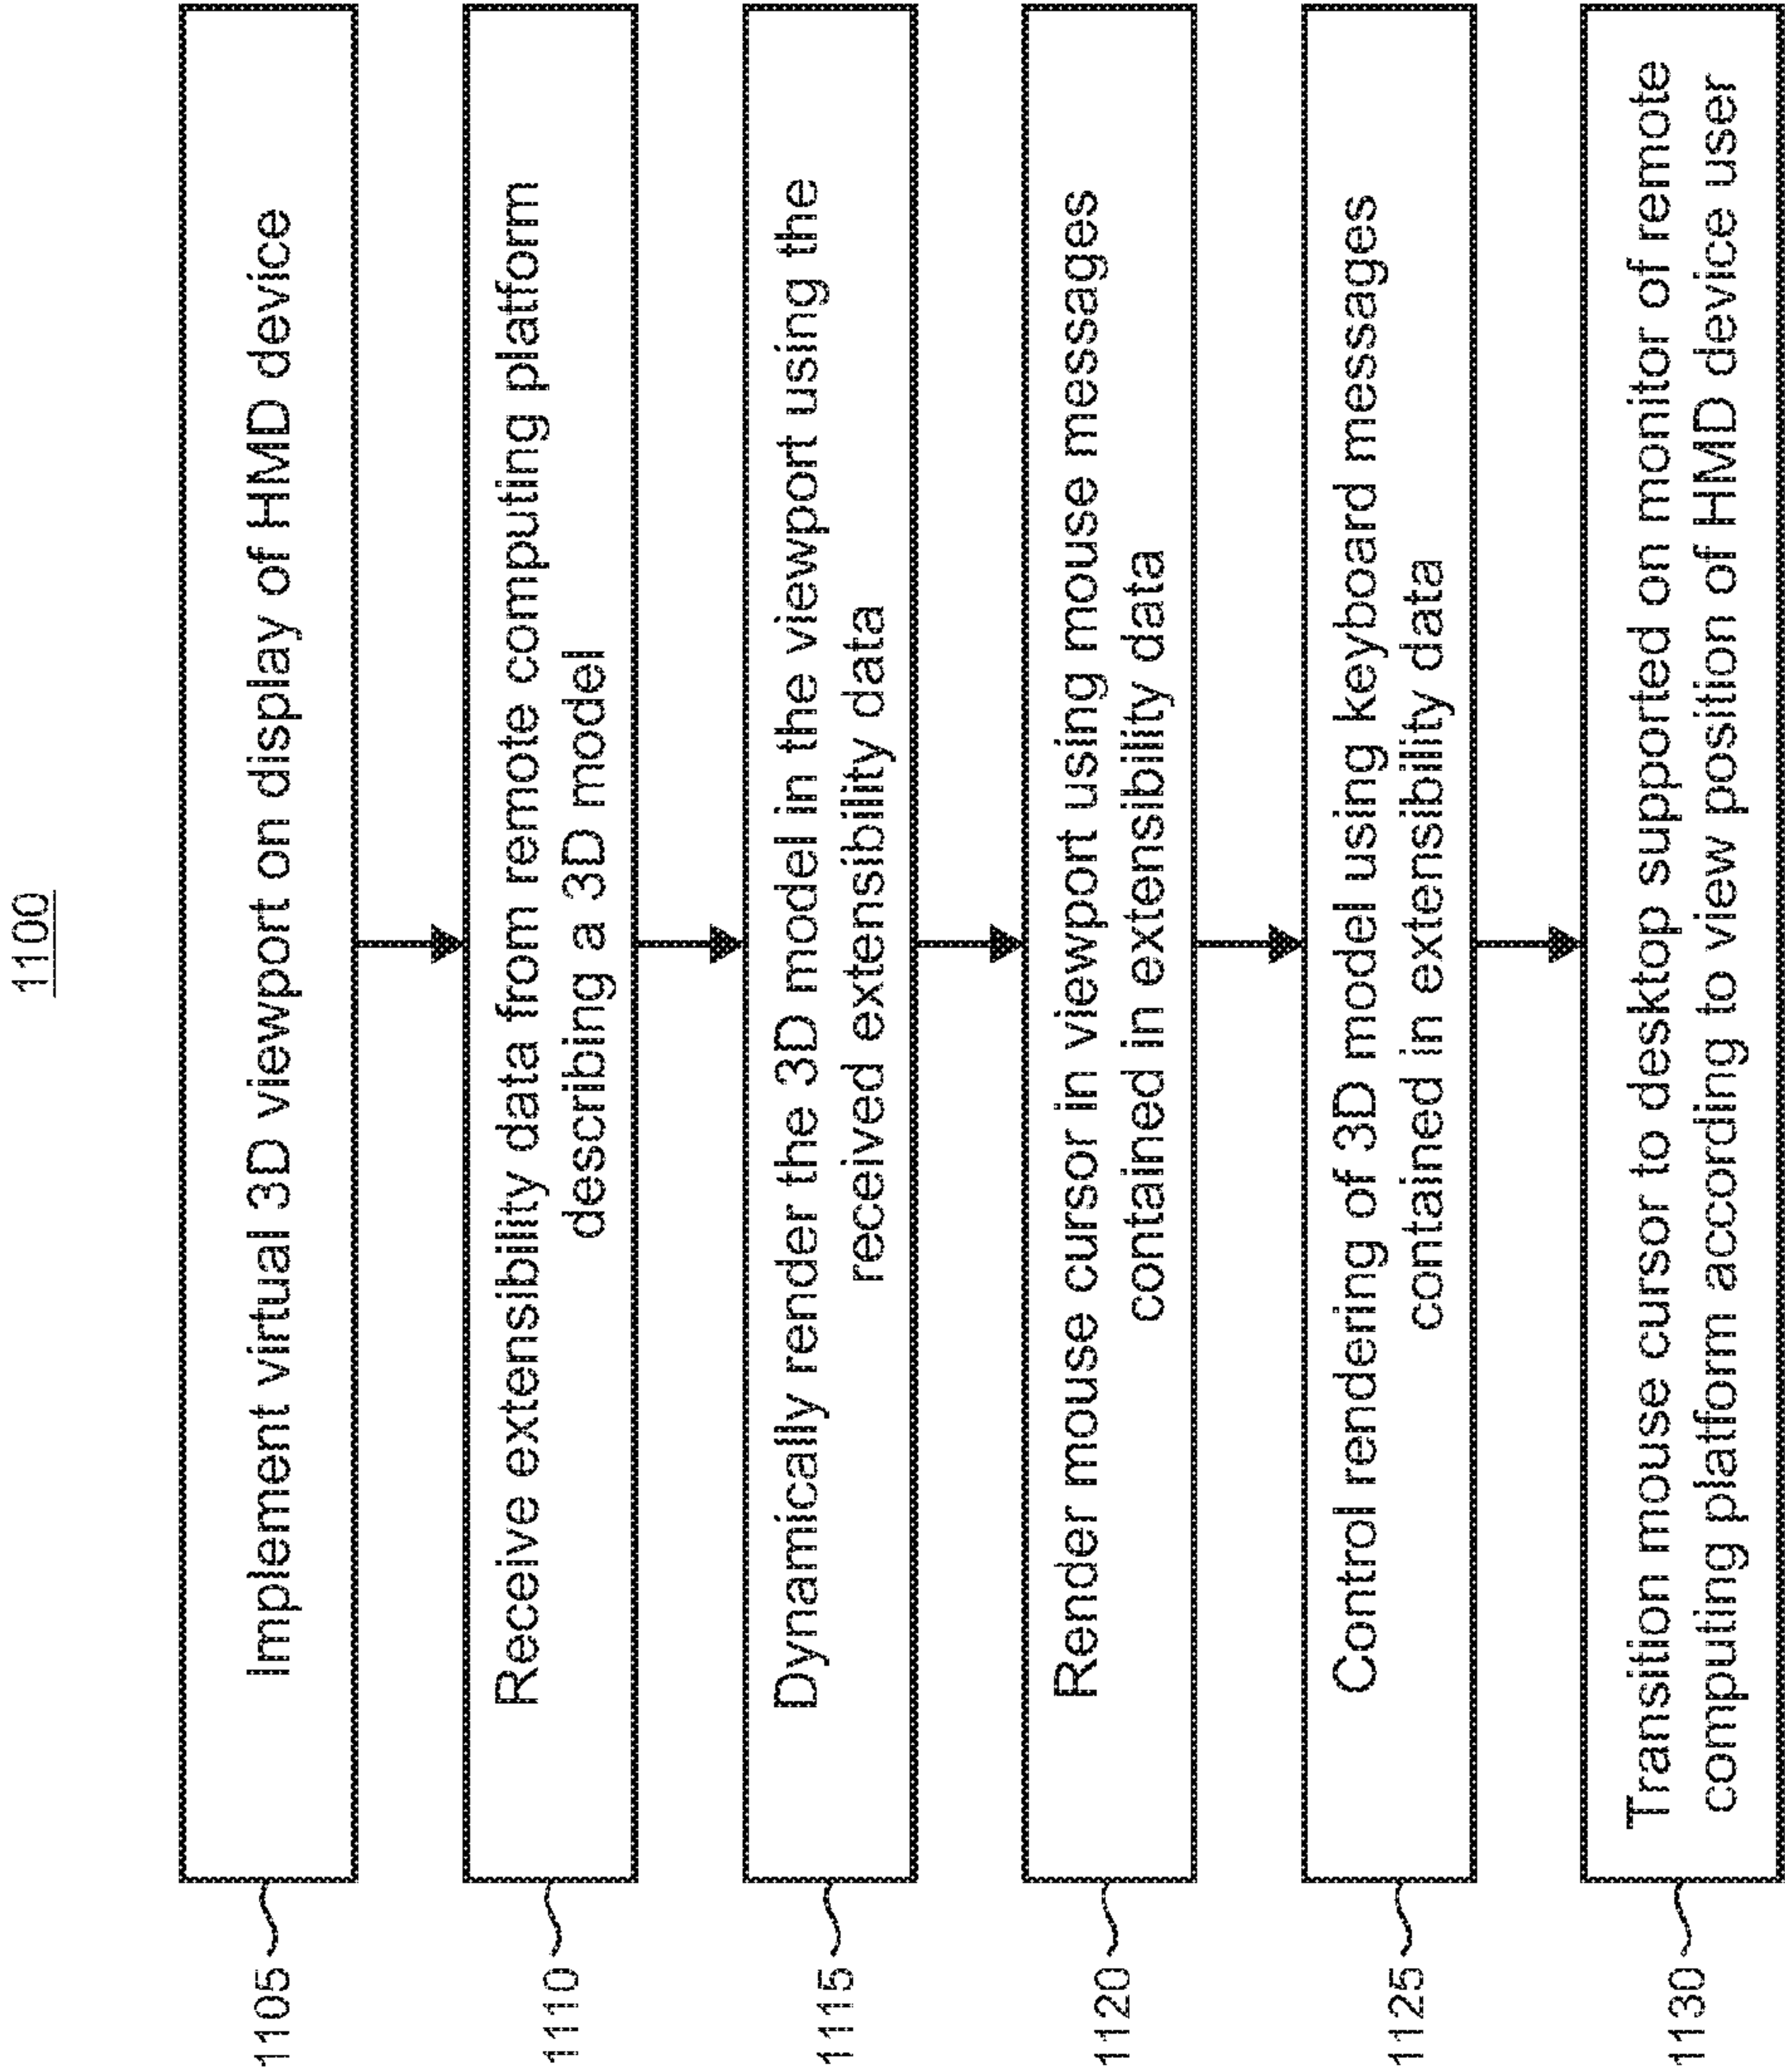 1100
1105
Implement virtual 3D viewport on display of HMD device
1110
Receive extensibility data from remote computing platform
describing a 3D model
1115
Dynamically render the 3D model in the viewport using the
received extensibility data
1120
Render mouse cursor in viewport using mouse messages
contained in extensibility data
1125
Control rendering of 3D model using keyboard messages
contained in extensibility data
1130
Transition mouse cursor to desktop supported on monitor of remote
computing platform according to view position of HMD device user